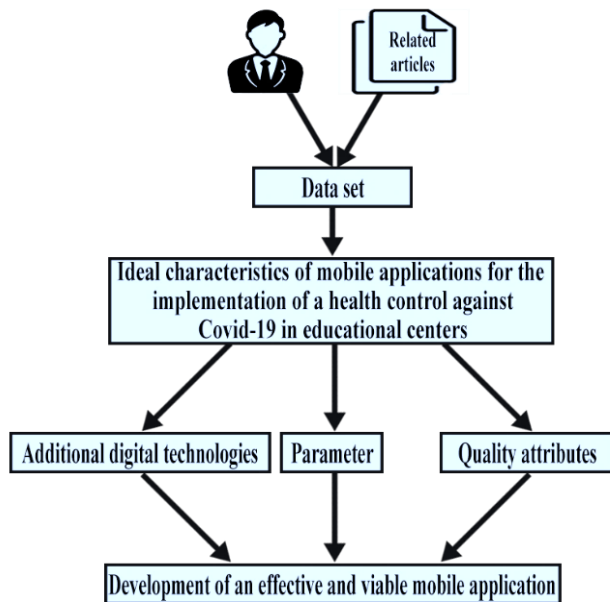 Related
articles
Data set
Ideal characteristics of mobile applications for the
implementation of a health control against
Covid-19 in educational centers
Additional digital technologies
Parameter
Quality attributes
Development of an effective and viable mobile application